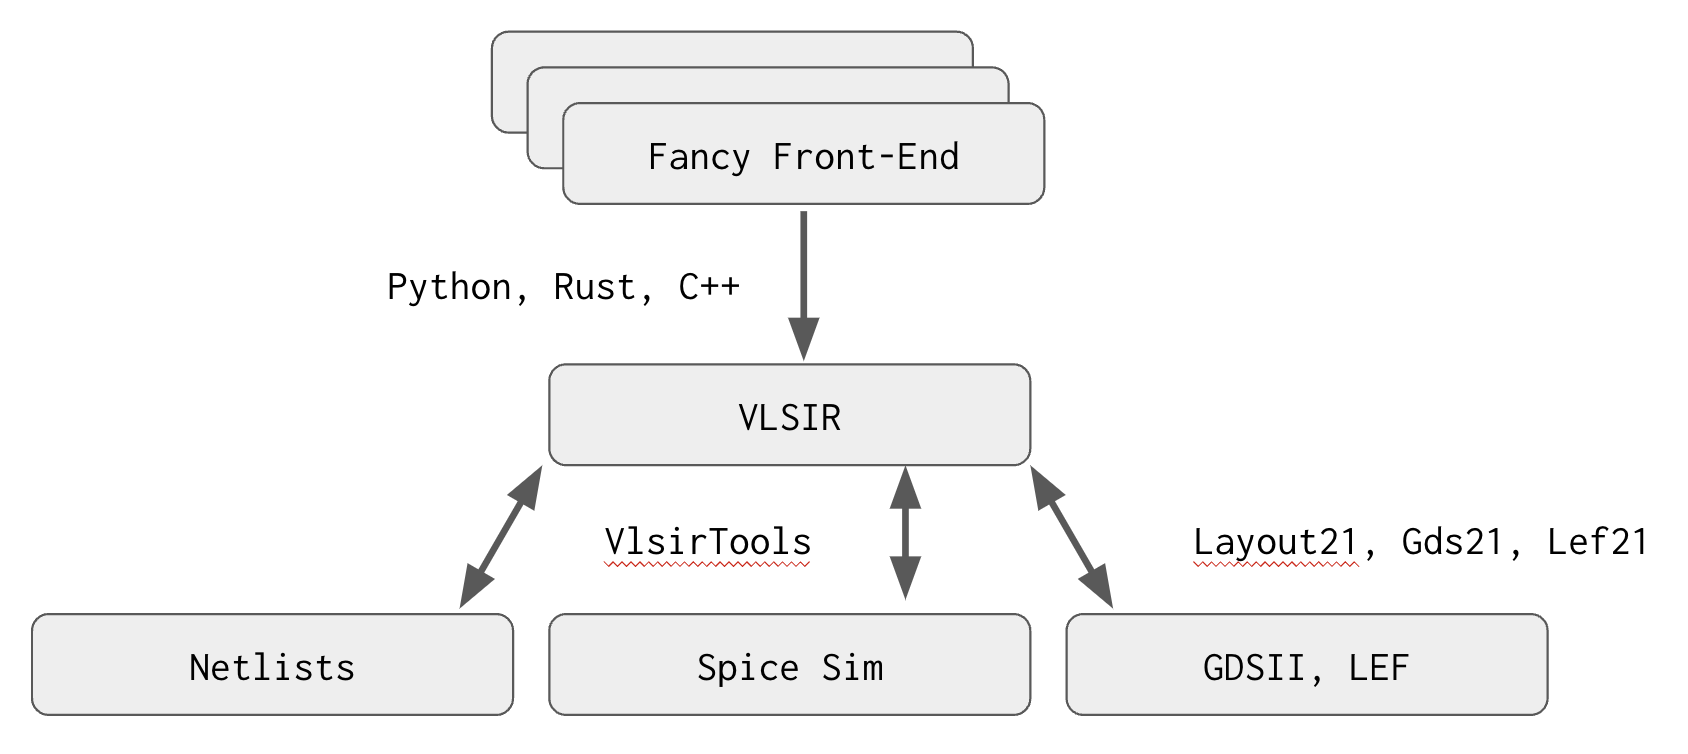 Fancy Front-End
Python, Rust, C++
VLSIR
VlsirTools
Layout21, Gds21, Lef21
Netlists
Spice Sim
GDSII, LEF